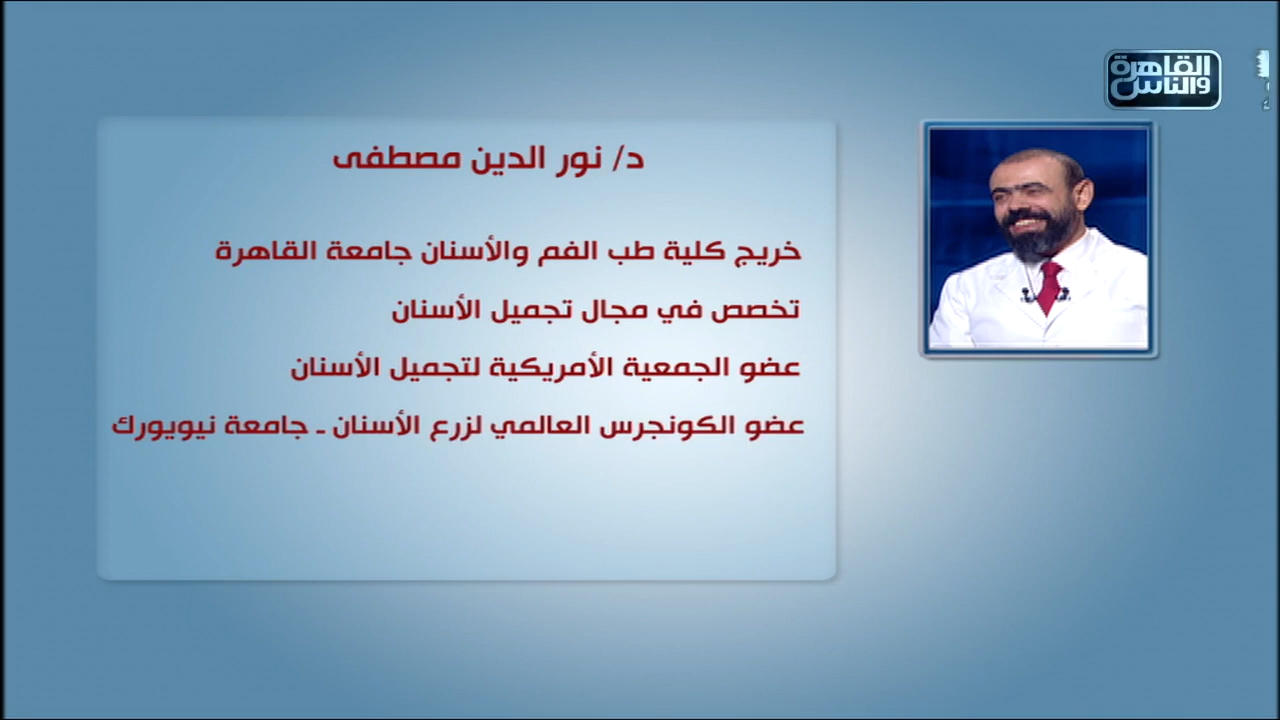 القاهرة
والناس
د/ نور الدين مصطفى
خريج كلية طب الفم والأسنان جامعة القاهرة
تخصص في مجال تجميل الأسنان
عضو الجمعية الأمريكية لتجميل الأسنان
عضو الكونجرس العالمي لزرع الأسنان - جامعة نيويورك